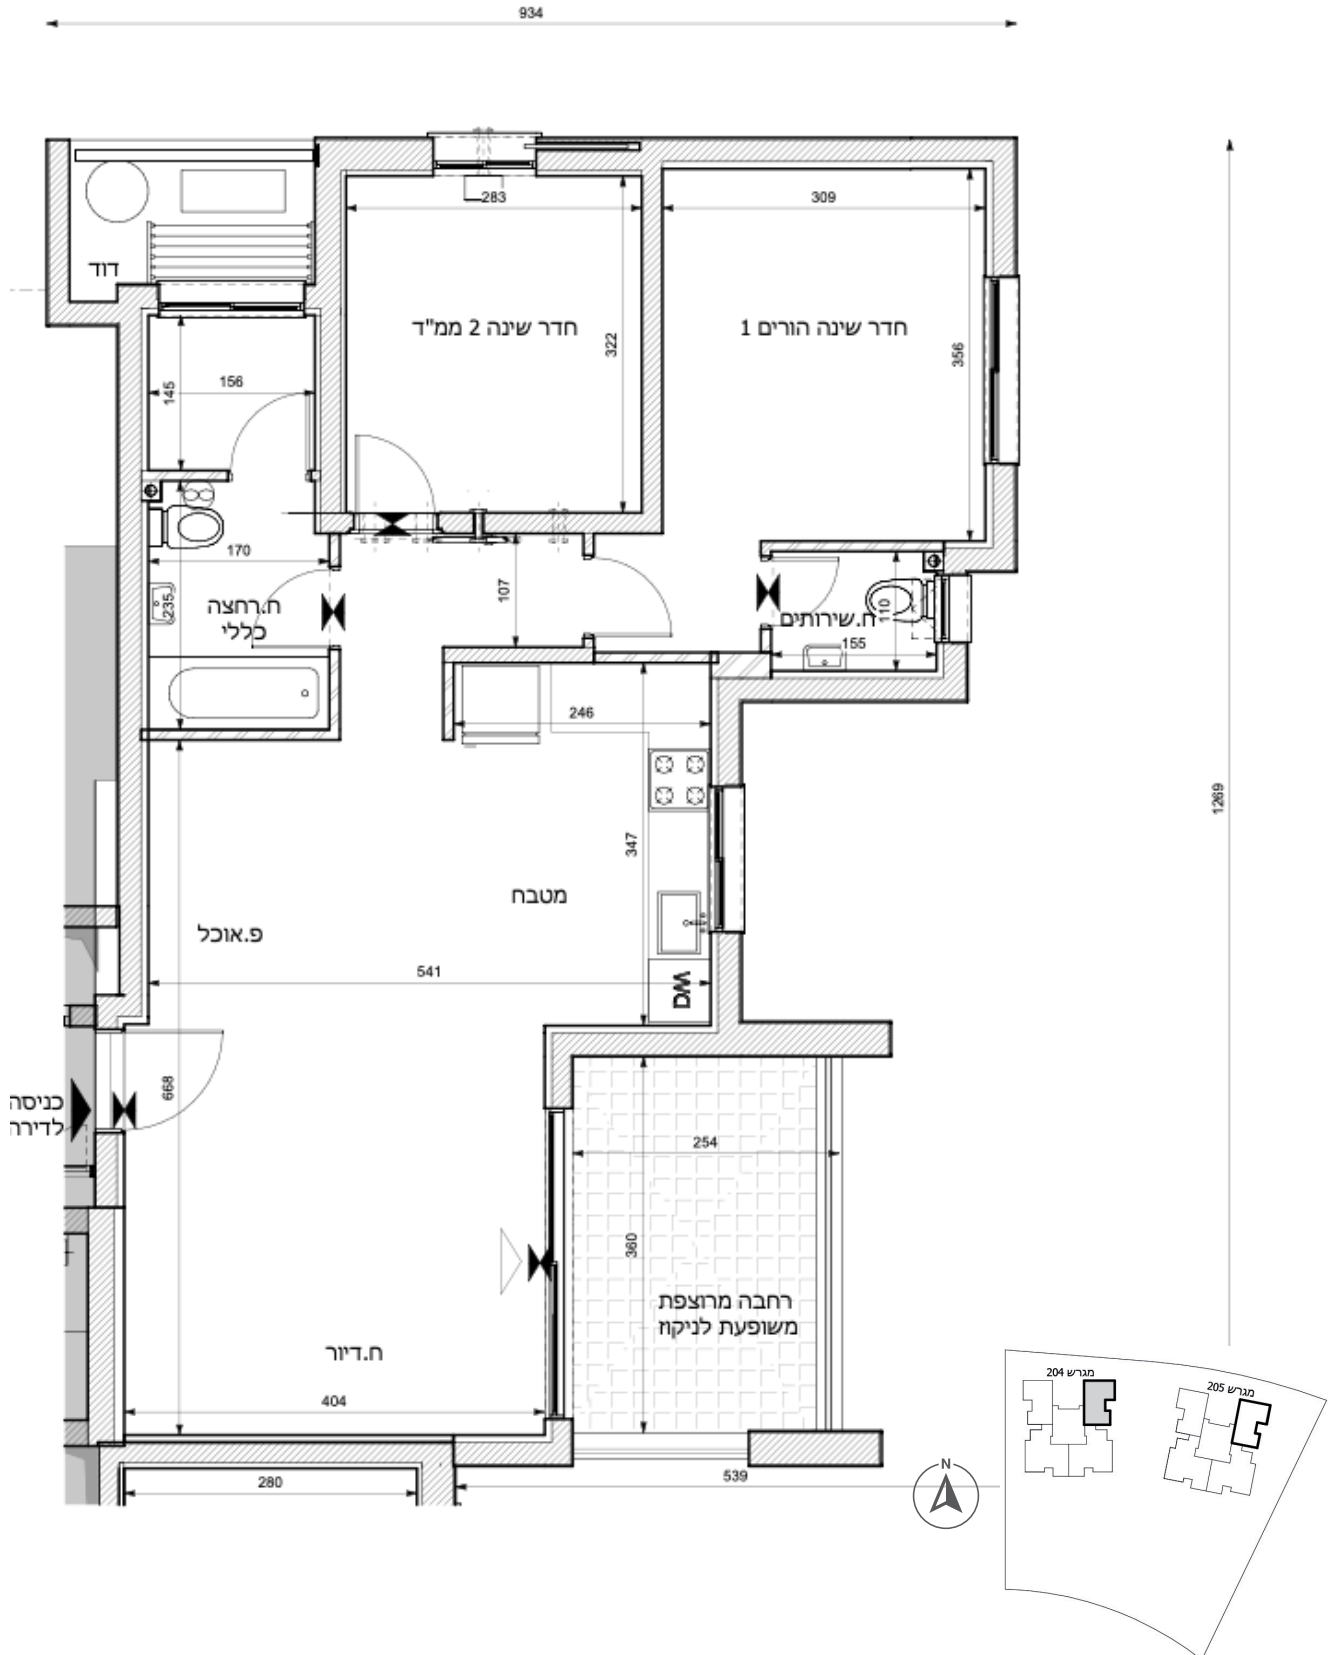 934
283
309
דוד
חדר שינה 2 ממ"ד
חדר שינה הורים 1
322
356
156
145
170
107
235
ח.רחצה
כללי
ח.שירותים
110
155
246
1269
347
מטבח
פ.אוכל
541
DW
668
כניסה
לדירה
254
360
רחבה מרוצפת
משופעת לניקוז
ח.דיור
404
280
539
N
מגרש 204
מגרש 205